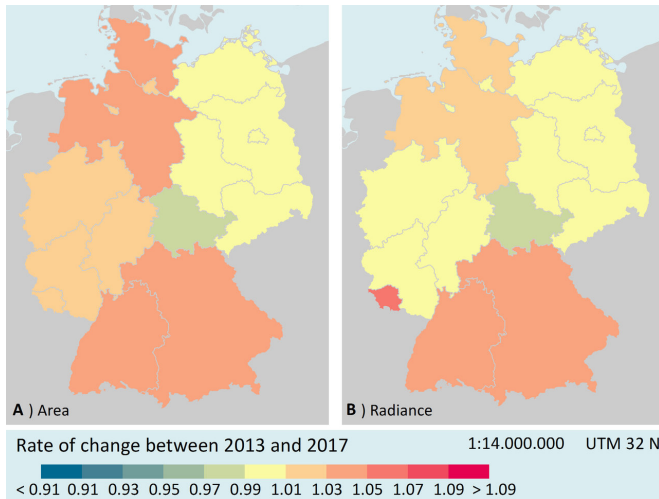 A ) Area
B ) Radiance
Rate of change between 2013 and 2017 1:14.000.000 UTM 32 N
< 0.91 0.91 0.93 0.95 0.97 0.99 1.01 1.03 1.05 1.07 1.09 > 1.09